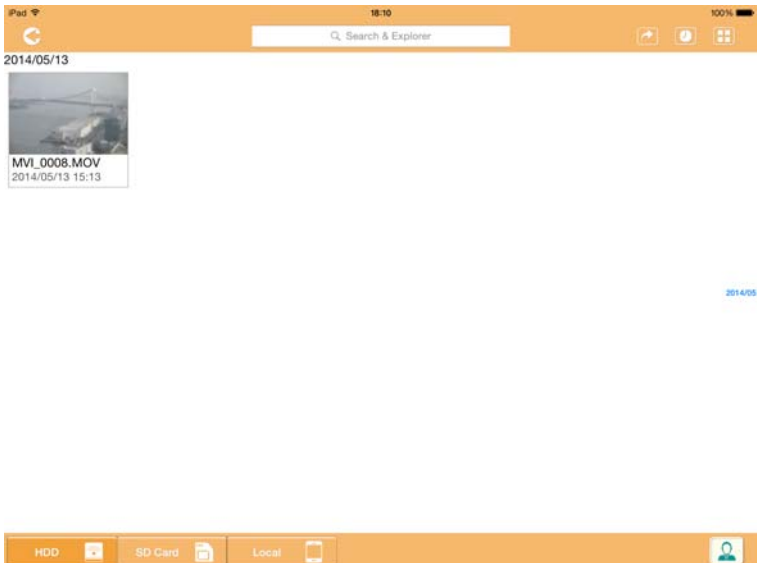 iPad 18:10 100%
Search & Explorer
2014/05/13
MVI_0008.MOV
2014/05/13 15:13
2014/05
HDD SD Card Local